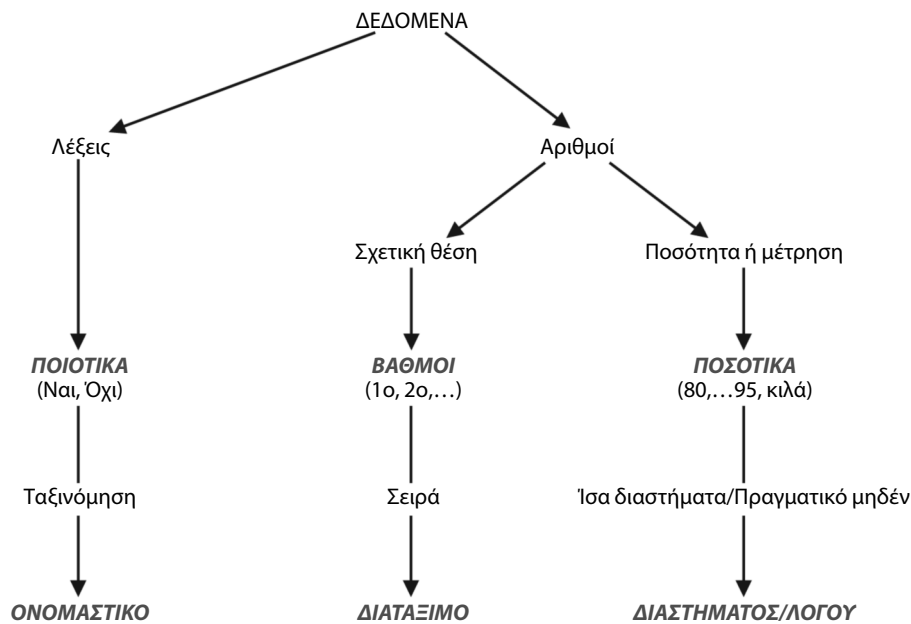 ΔΕΔΟΜΕΝΑ
Λέξεις
Αριθμοί
Σχετική θέση
Ποσότητα ή μέτρηση
ΠΟΙΟΤΙΚΑ
(Ναι, Όχι)
ΒΑΘΜΟΙ
(1ο, 2ο,…)
ΠΟΣΟΤΙΚΑ
(80,…95, κιλά)
Ταξινόμηση
Σειρά
Ίσα διαστήματα/Πραγματικό μηδέν
ΟΝΟΜΑΣΤΙΚΟ
ΔΙΑΤΑΞΙΜΟ
ΔΙΑΣΤΗΜΑΤΟΣ/ΛΟΓΟΥ